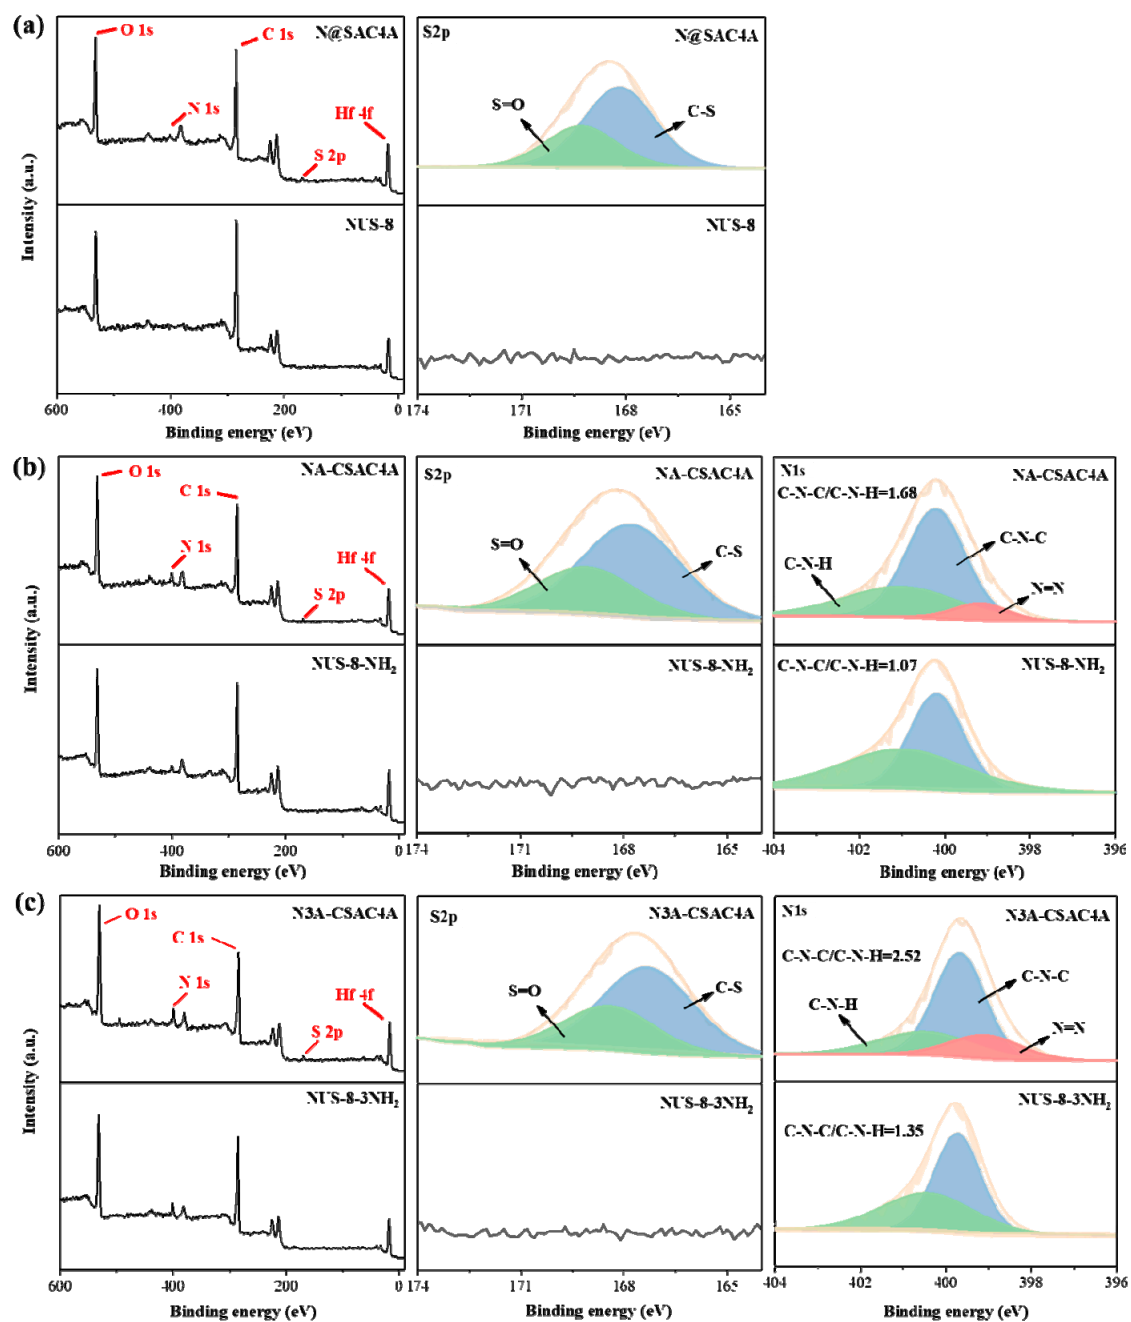 (a)
O 1s
C 1s
N@SAC4A
N 1s
Hf 4f
S 2p
NUS-8
Intensity (a.u.)
600
400
200
0
Binding energy (eV)
S2p
N@SAC4A
S=O
C-S
NUS-8
174
171
168
165
Binding energy (eV)
(b)
O 1s
NA-CSAC4A
C 1s
N 1s
Hf 4f
S 2p
NUS-8-NH₂
Intensity (a.u.)
600
400
200
0
Binding energy (eV)
S2p
NA-CSAC4A
S=O
C-S
NUS-8-NH₂
174
171
168
165
Binding energy (eV)
N1s
NA-CSAC4A
C-N-C/C-N-H=1.68
C-N-C
C-N-H
N=N
C-N-C/C-N-H=1.07
NUS-8-NH₂
404
402
400
398
396
Binding energy (eV)
(c)
O 1s
N3A-CSAC4A
C 1s
N 1s
Hf 4f
S 2p
NUS-8-3NH₂
Intensity (a.u.)
600
400
200
0
Binding energy (eV)
S2p
N3A-CSAC4A
S=O
C-S
NUS-8-3NH₂
174
171
168
165
Binding energy (eV)
N1s
N3A-CSAC4A
C-N-C/C-N-H=2.52
C-N-C
C-N-H
N=N
NUS-8-3NH₂
C-N-C/C-N-H=1.35
404
402
400
398
396
Binding energy (eV)